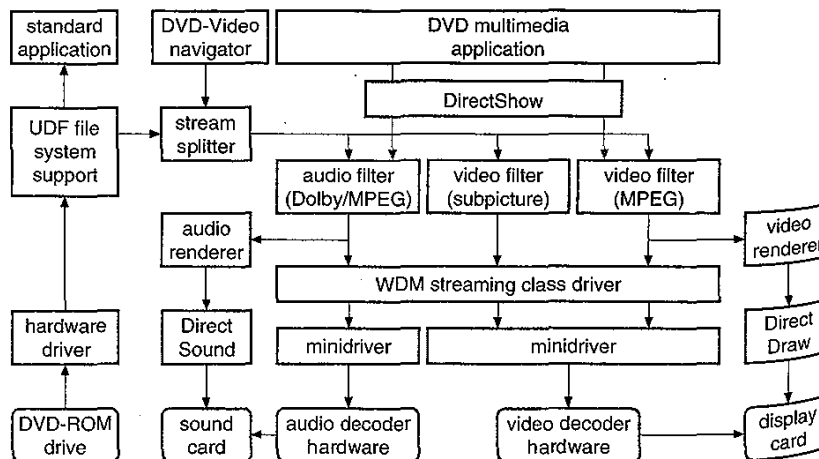 standard
application
DVD-Video
navigator
DVD multimedia
application
DirectShow
UDF file
system
support
stream
splitter
audio filter
(Dolby/MPEG)
video filter
(subpicture)
video filter
(MPEG)
audio
renderer
video
renderer
WDM streaming class driver
hardware
driver
Direct
Sound
minidriver
minidriver
Direct
Draw
DVD-ROM
drive
sound
card
audio decoder
hardware
video decoder
hardware
display
card